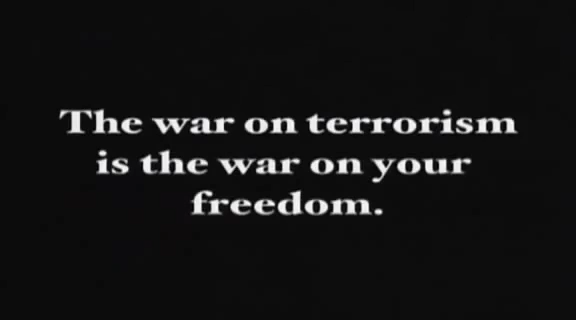 The war on terrorism
is the war on your
freedom.